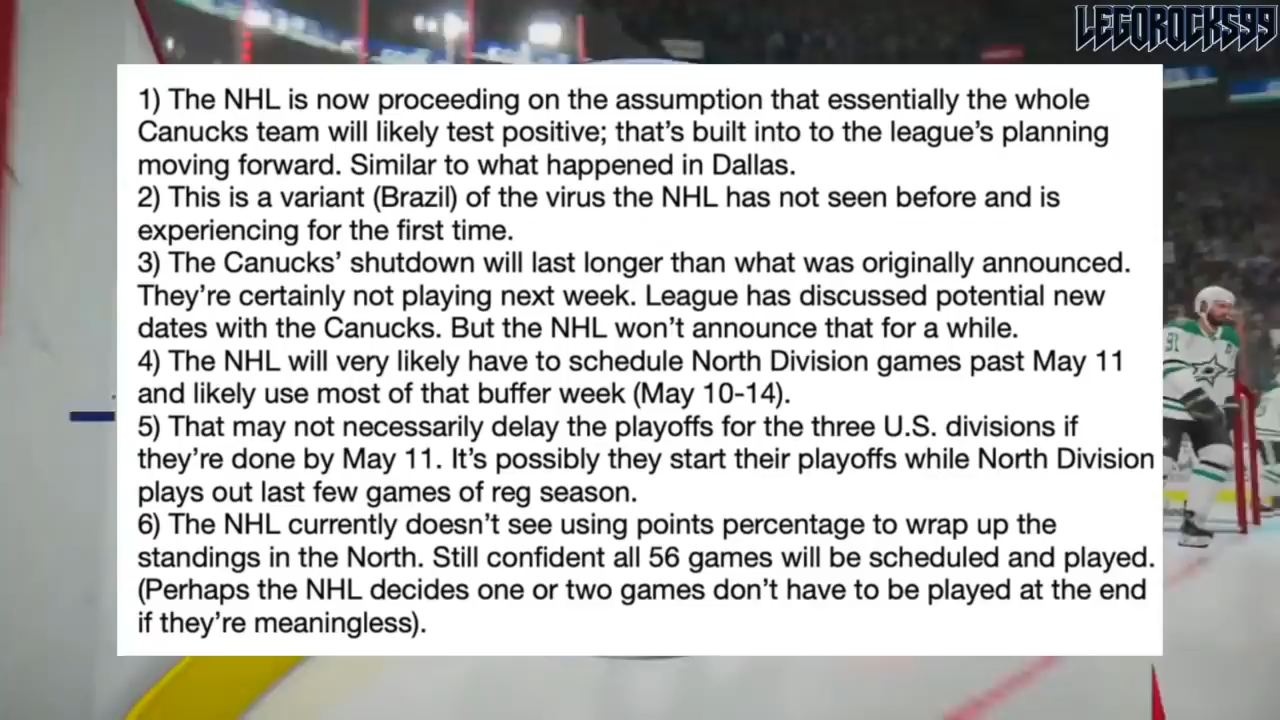 LEGOROCKS99
1) The NHL is now proceeding on the assumption that essentially the whole
Canucks team will likely test positive; that’s built into to the league’s planning
moving forward. Similar to what happened in Dallas.
2) This is a variant (Brazil) of the virus the NHL has not seen before and is
experiencing for the first time.
3) The Canucks’ shutdown will last longer than what was originally announced.
They’re certainly not playing next week. League has discussed potential new
dates with the Canucks. But the NHL won’t announce that for a while.
4) The NHL will very likely have to schedule North Division games past May 11
and likely use most of that buffer week (May 10-14).
5) That may not necessarily delay the playoffs for the three U.S. divisions if
they’re done by May 11. It’s possibly they start their playoffs while North Division
plays out last few games of reg season.
6) The NHL currently doesn’t see using points percentage to wrap up the
standings in the North. Still confident all 56 games will be scheduled and played.
(Perhaps the NHL decides one or two games don’t have to be played at the end
if they’re meaningless).
91